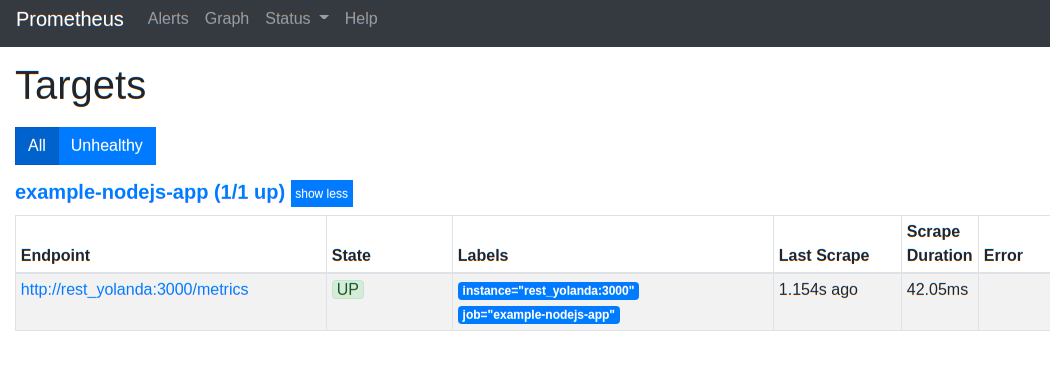 Prometheus Alerts Graph Status Help
Targets
All Unhealthy
example-nodejs-app (1/1 up) show less
Endpoint State Labels Last Scrape Scrape Duration Error
http://rest_yolanda:3000/metrics UP instance="rest_yolanda:3000" 1.154s ago 42.05ms
job="example-nodejs-app"